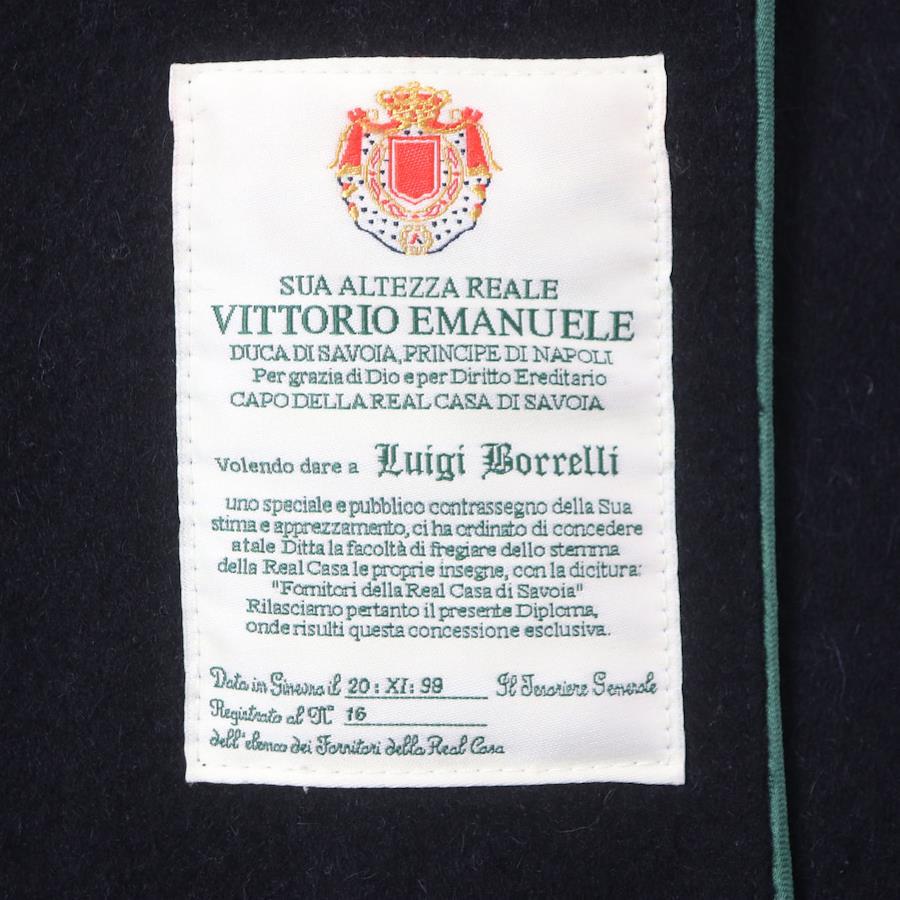 SUA ALTEZZA REALE
VITTORIO EMANUELE
DUCA DI SAVOIA, PRINCIPE DI NAPOLI
Per grazia di Dio e per Diritto Ereditario
CAPO DELLA REAL CASA DI SAVOIA
Volendo dare a Luigi Borrelli
uno speciale e pubblico contrassegno della Sua
stima e apprezzamento, ci ha ordinato di concedere
a tale Ditta la facoltà di fregiare dello stemma
della Real Casa le proprie insegne, con la dicitura:
"Fornitori della Real Casa di Savoia"
Rilasciamo pertanto il presente Diploma,
onde risulti questa concessione esclusiva.
Data in Ginevra il 20 : XI : 98 Il Tesoriere Generale
Registrato al N° 16
dell'elenco dei Fornitori della Real Casa